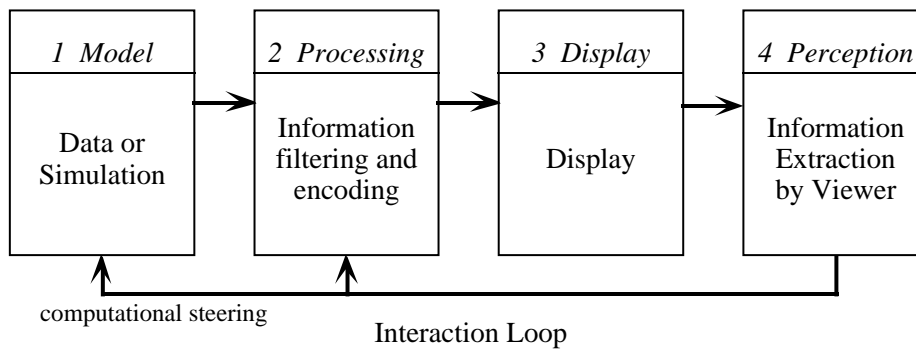 1 Model
Data or
Simulation
2 Processing
Information
filtering and
encoding
3 Display
Display
4 Perception
Information
Extraction
by Viewer
computational steering
Interaction Loop